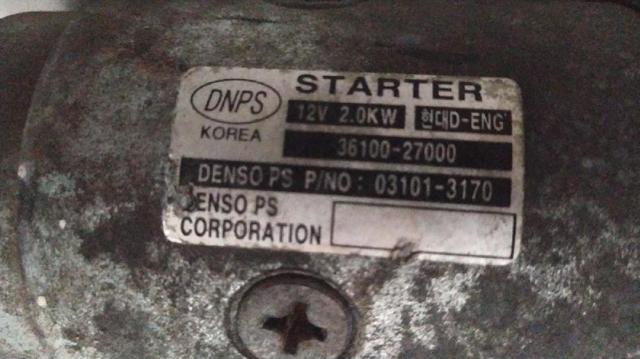 STARTER
DNPS
12V 2.0KW 현대D-ENG'
KOREA
36100-27000
DENSO PS P/NO: 03101-3170
DENSO PS
CORPORATION